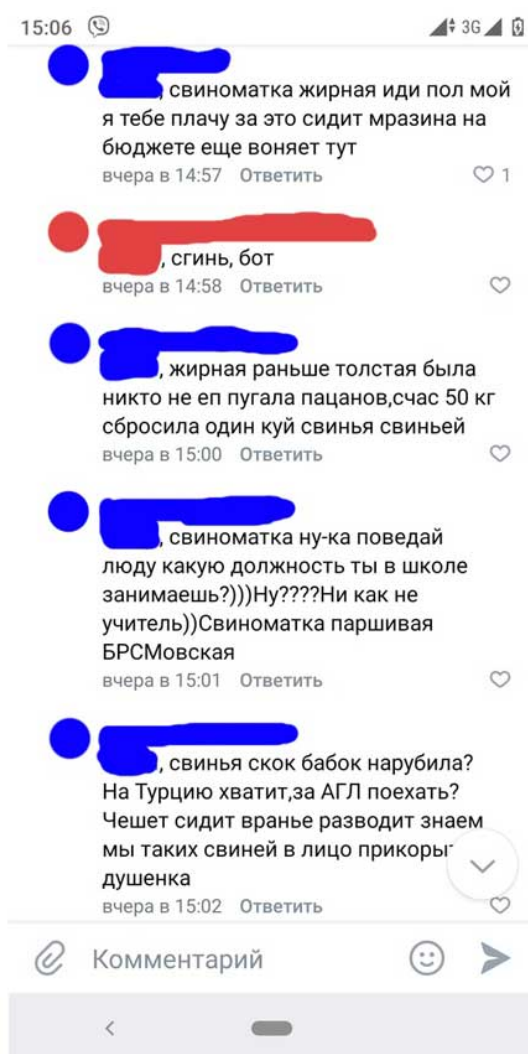 15:06
3G
, свиноматка жирная иди пол мой
я тебе плачу за это сидит мразина на
бюджете еще воняет тут
вчера в 14:57 Ответить
1
, сгинь, бот
вчера в 14:58 Ответить
, жирная раньше толстая была
никто не еп пугала пацанов,счас 50 кг
сбросила один куй свинья свиньей
вчера в 15:00 Ответить
, свиноматка ну-ка поведай
люду какую должность ты в школе
занимаешь?)))Ну????Ни как не
учитель))Свиноматка паршивая
БРСМовская
вчера в 15:01 Ответить
, свинья скок бабок нарубила?
На Турцию хватит,за АГЛ поехать?
Чешет сидит вранье разводит знаем
мы таких свиней в лицо
душенка
вчера в 15:02 Ответить
Комментарий